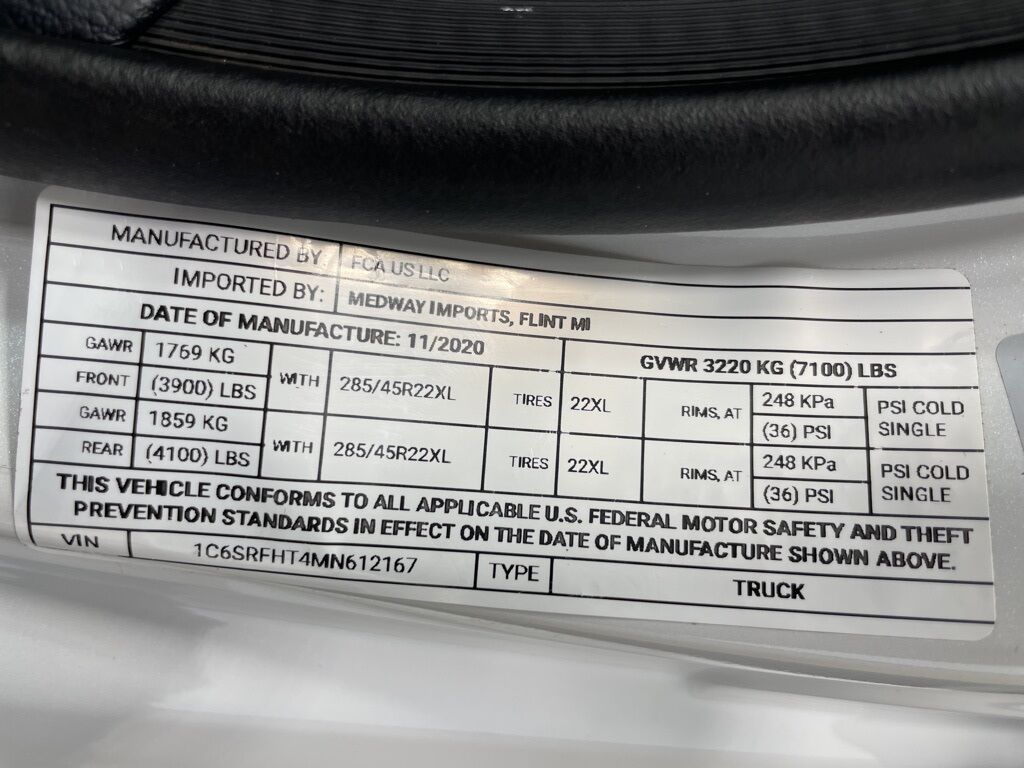 MANUFACTURED BY: FCA US LLC
IMPORTED BY: MEDWAY IMPORTS, FLINT MI
DATE OF MANUFACTURE: 11/2020 GVWR 3220 KG (7100) LBS
GAWR FRONT 1769 KG (3900) LBS WITH 285/45R22XL TIRES 22XL RIMS, AT 248 KPa (36) PSI PSI COLD SINGLE
GAWR REAR 1859 KG (4100) LBS WITH 285/45R22XL TIRES 22XL RIMS, AT 248 KPa (36) PSI PSI COLD SINGLE
THIS VEHICLE CONFORMS TO ALL APPLICABLE U.S. FEDERAL MOTOR SAFETY AND THEFT
PREVENTION STANDARDS IN EFFECT ON THE DATE OF MANUFACTURE SHOWN ABOVE.
VIN 1C6SRFHT4MN612167 TYPE TRUCK